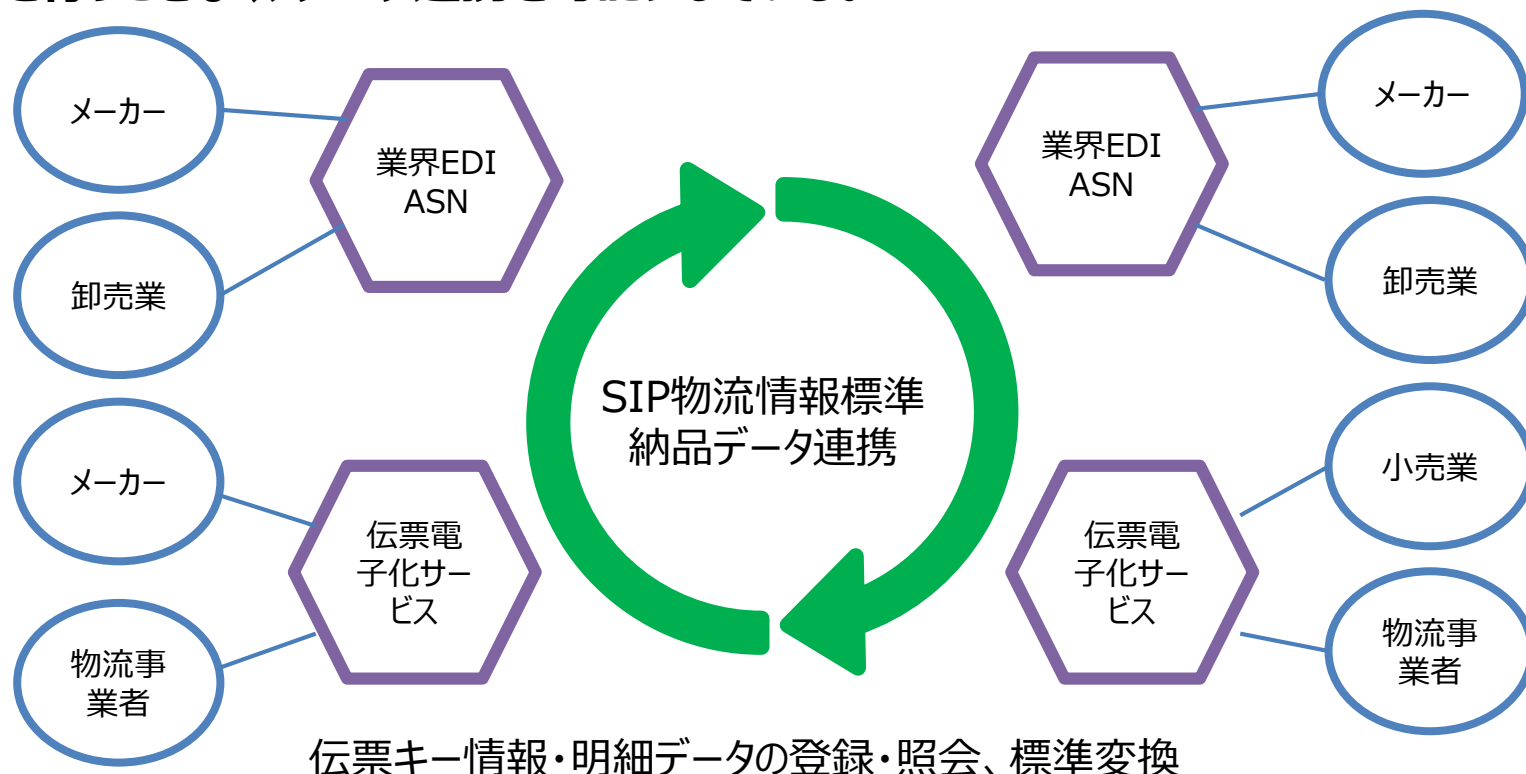 メーカー
業界EDI
ASN
卸売業
メーカー
伝票電
子化サー
ビス
物流事
業者
SIP物流情報標準
納品データ連携
業界EDI
ASN
メーカー
卸売業
伝票電
子化サー
ビス
小売業
物流事
業者
伝票キー情報・明細データの登録・照会、標準変換